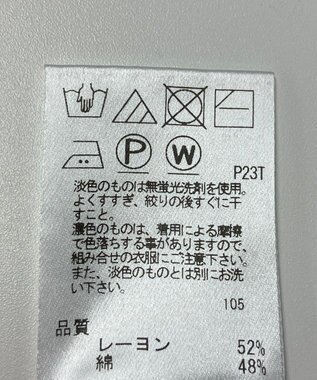 P W P23T
淡色のものは無蛍光洗剤を使用。
よくすすぎ、絞りの後すぐに干
すこと。
濃色のものは、着用による摩擦
で色落ちする事がありますので、
組み合せの衣服にご注意下さい。
また、淡色のものとは別にお洗
い下さい。
105
品質
レーヨン 52%
綿 48%